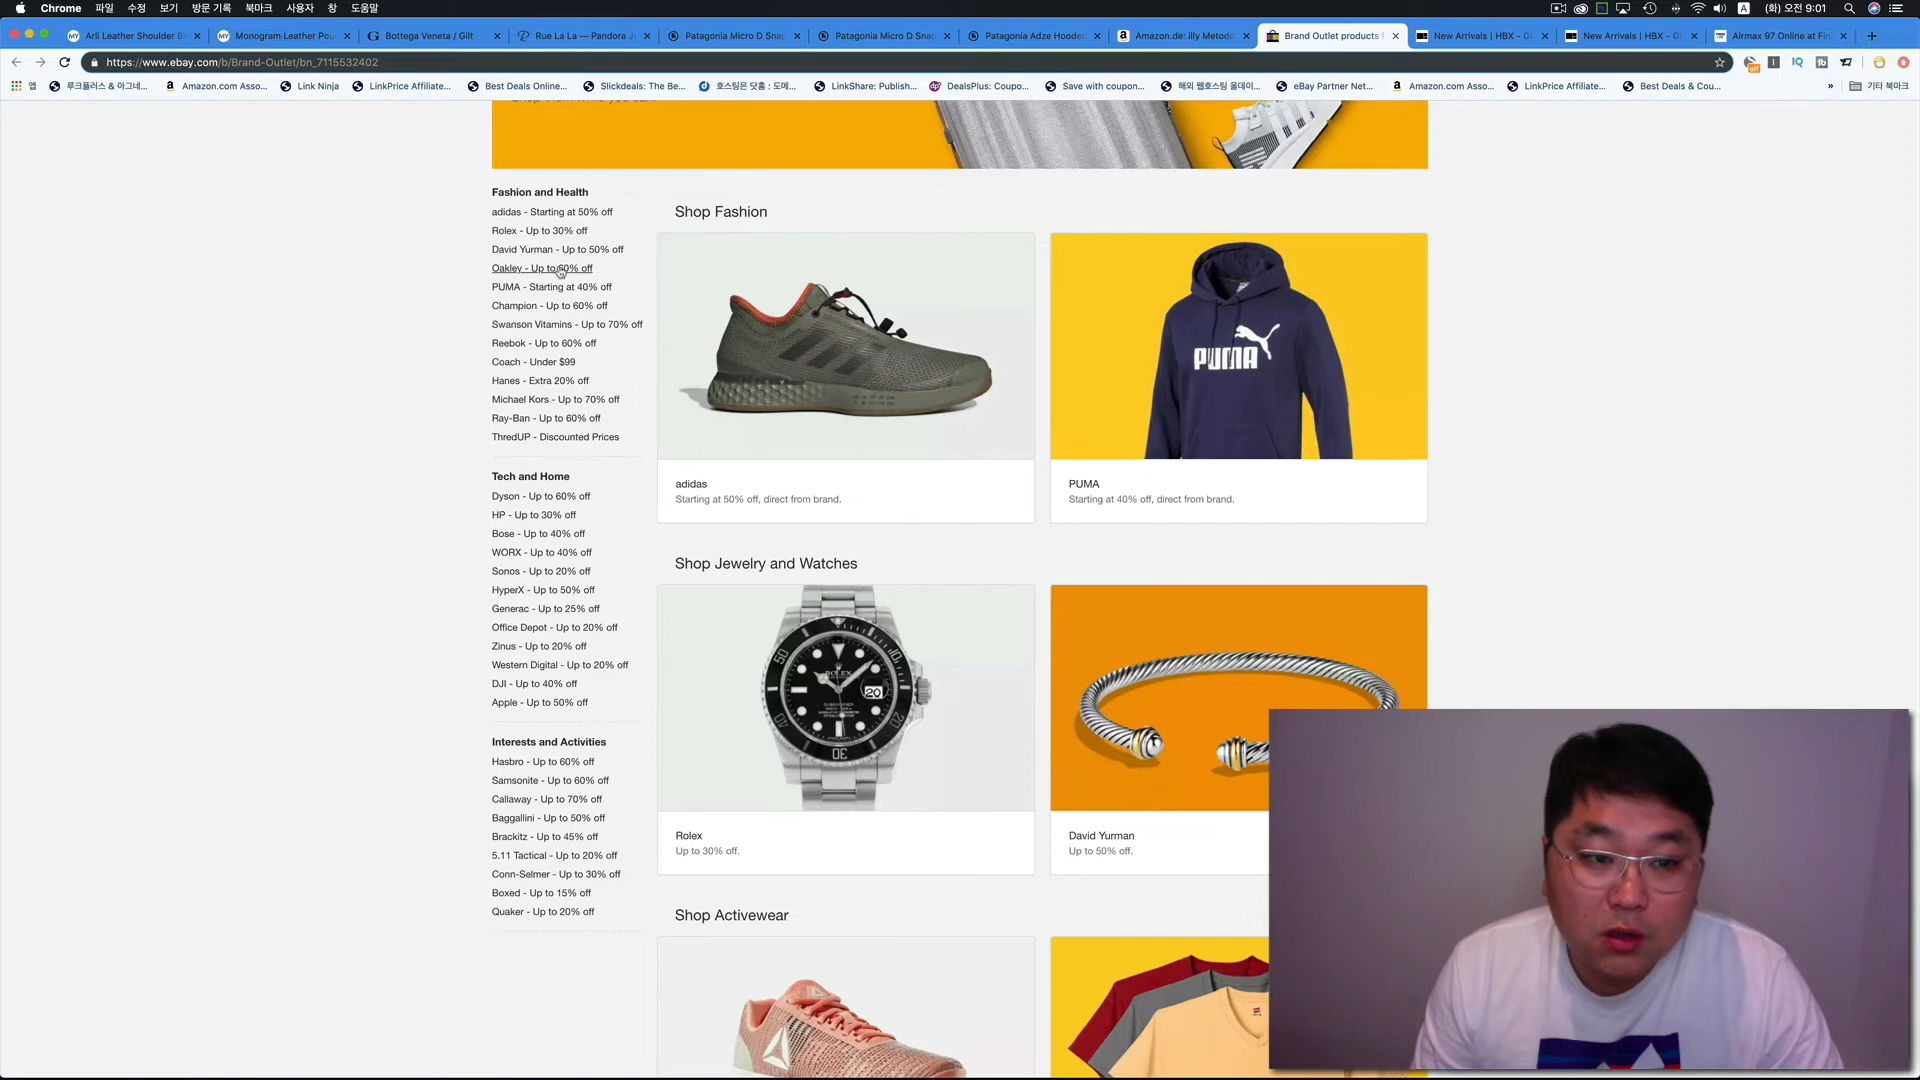 Chrome 파일 수정 보기 방문 기록 북마크 사용자 창 도움말 A (화) 오전 9:01
Arli Leather Shoulder B
Monogram Leather Pou
Bottega Veneta / Gilt
Rue La La — Pandora J
Patagonia Micro D Snap
Patagonia Micro D Snap
Patagonia Adze Hooded
Amazon.de: illy Metode
Brand Outlet products f
New Arrivals | HBX - Gl
New Arrivals | HBX - Gl
Airmax 97 Online at Fin
https://www.ebay.com/b/Brand-Outlet/bn_7115532402
앱 루크플러스 & 아그네... Amazon.com Asso... Link Ninja LinkPrice Affiliate... Best Deals Online... Slickdeals: The Be... 호스팅은 닷홈 : 도메... LinkShare: Publish... DealsPlus: Coupo... Save with coupon... 해외 웹호스팅 올데이... eBay Partner Net... Amazon.com Asso... LinkPrice Affiliate... Best Deals & Cou... » 기타 북마크
Fashion and Health
adidas - Starting at 50% off
Rolex - Up to 30% off
David Yurman - Up to 50% off
Oakley - Up to 60% off
PUMA - Starting at 40% off
Champion - Up to 60% off
Swanson Vitamins - Up to 70% off
Reebok - Up to 60% off
Coach - Under $99
Hanes - Extra 20% off
Michael Kors - Up to 70% off
Ray-Ban - Up to 60% off
ThredUP - Discounted Prices
Tech and Home
Dyson - Up to 60% off
HP - Up to 30% off
Bose - Up to 40% off
WORX - Up to 40% off
Sonos - Up to 20% off
HyperX - Up to 50% off
Generac - Up to 25% off
Office Depot - Up to 20% off
Zinus - Up to 20% off
Western Digital - Up to 20% off
DJI - Up to 40% off
Apple - Up to 50% off
Interests and Activities
Hasbro - Up to 60% off
Samsonite - Up to 60% off
Callaway - Up to 70% off
Baggallini - Up to 50% off
Brackitz - Up to 45% off
5.11 Tactical - Up to 20% off
Conn-Selmer - Up to 30% off
Boxed - Up to 15% off
Quaker - Up to 20% off
Shop Fashion
PUMA
adidas
Starting at 50% off, direct from brand.
PUMA
Starting at 40% off, direct from brand.
Shop Jewelry and Watches
ROLEX
20
Rolex
Up to 30% off.
David Yurman
Up to 50% off.
Shop Activewear